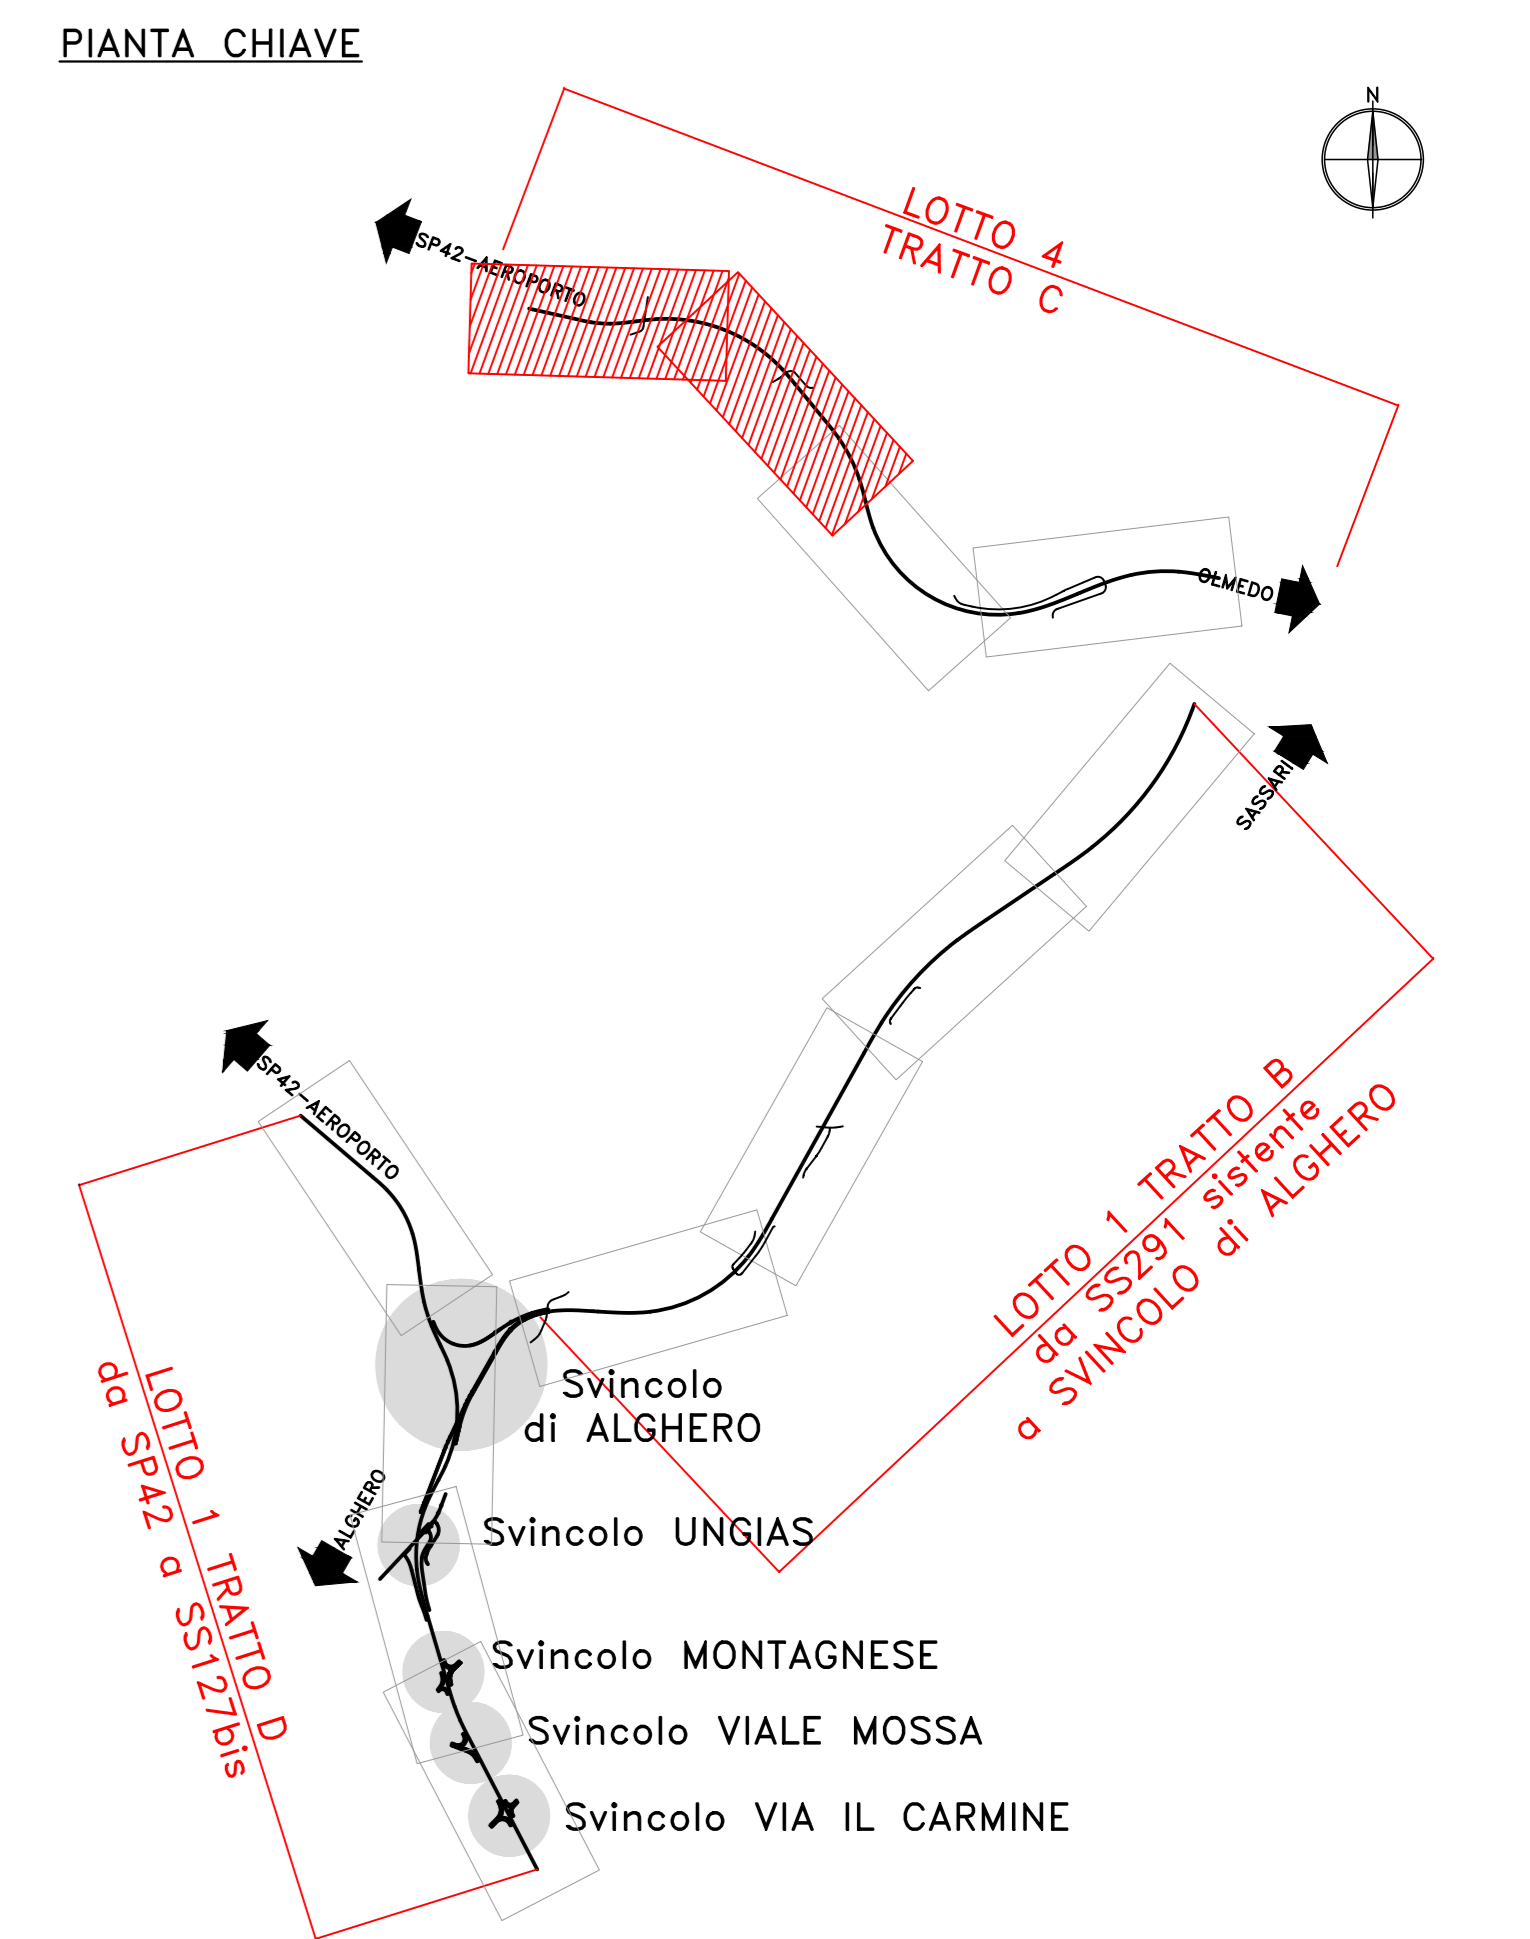 PIANTA CHIAVE
N
LOTTO 4
TRATTO C
SP42-AEROPORTO
OLMEDO
SASSARI
SP42-AEROPORTO
LOTTO 1 TRATTO B
da SS291 sistente
a SVINCOLO di ALGHERO
Svincolo
di ALGHERO
LOTTO 1 TRATTO D
da SP42 a SS127bis
ALGHERO
Svincolo UNGIAS
Svincolo MONTAGNESE
Svincolo VIALE MOSSA
Svincolo VIA IL CARMINE